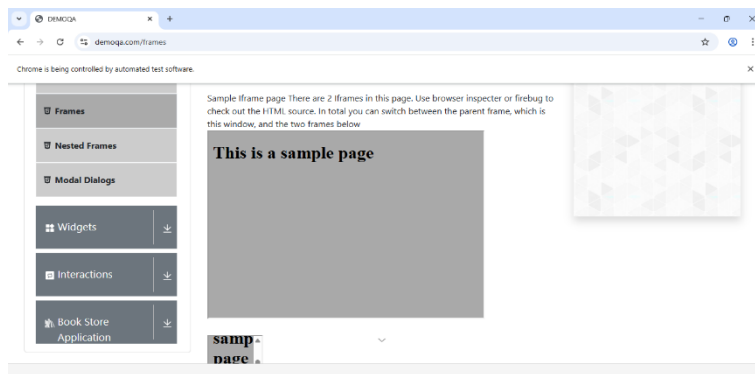 DEMOQA
demoqa.com/frames
Chrome is being controlled by automated test software.
Frames
Nested Frames
Modal Dialogs
Widgets
Interactions
Book Store
Application
Sample Iframe page There are 2 Iframes in this page. Use browser inspector or firebug to
check out the HTML source. In total you can switch between the parent frame, which is
this window, and the two frames below
This is a sample page
samp
page